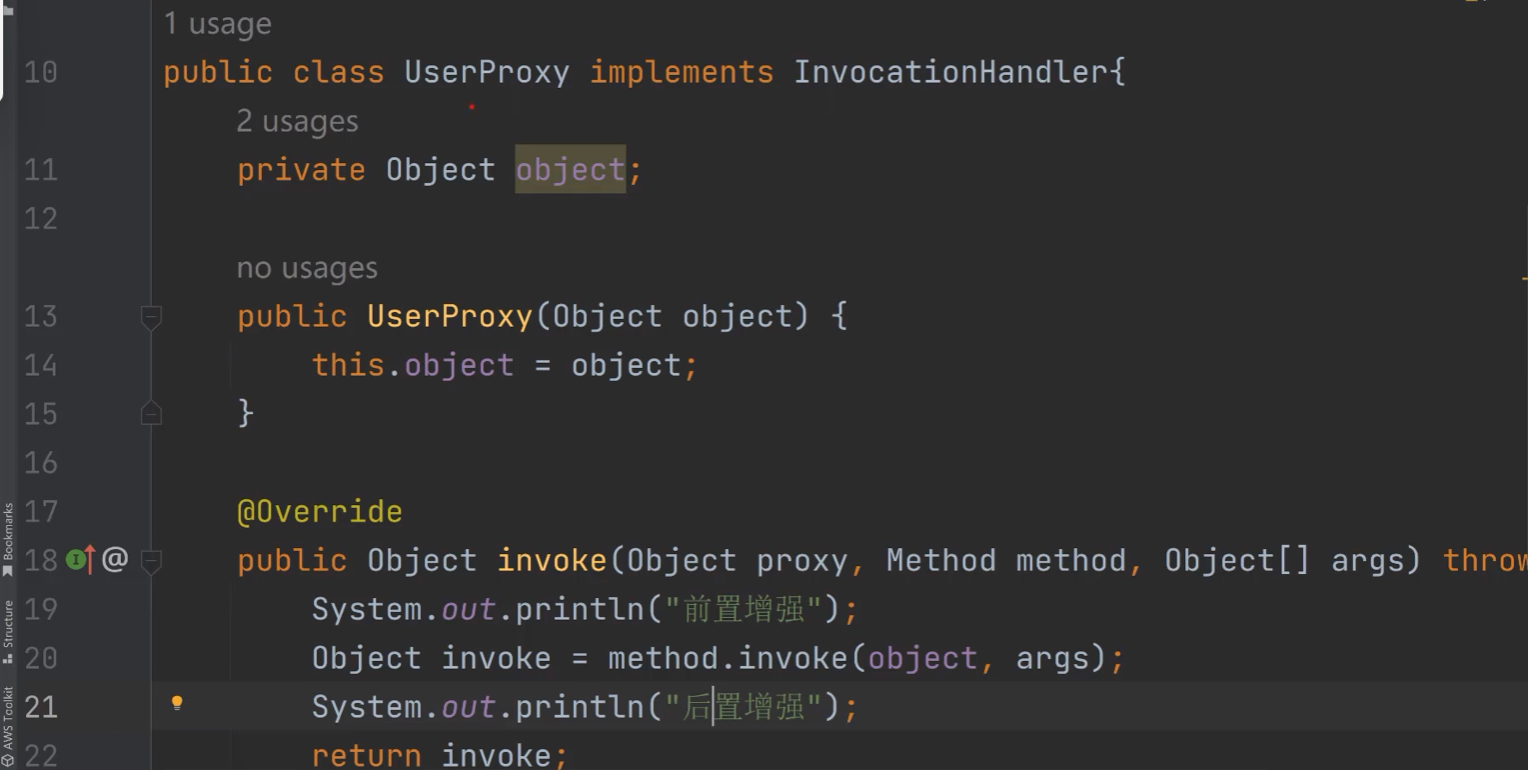 1 usage
10 public class UserProxy implements InvocationHandler{
2 usages
11 private Object object;
12
no usages
13 public UserProxy(Object object) {
14 this.object = object;
15 }
16
17 @Override
18 @ public Object invoke(Object proxy, Method method, Object[] args) throw
19 System.out.println("前置增强");
20 Object invoke = method.invoke(object, args);
21 System.out.println("后置增强");
22 return invoke;
Bookmarks
Structure
AWS Toolkit